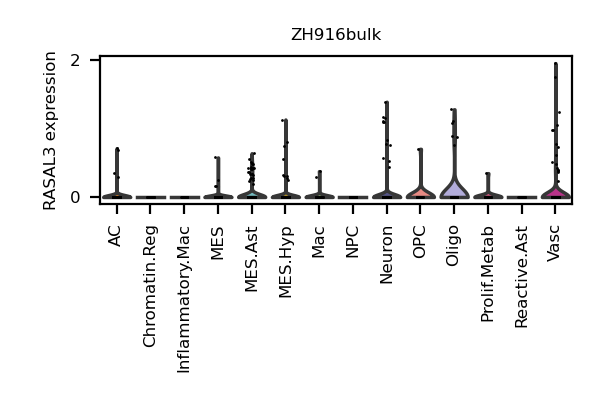 ZH916bulk
RASAL3 expression
2
0
AC
Chromatin.Reg
Inflammatory.Mac
MES
MES.Ast
MES.Hyp
Mac
NPC
Neuron
OPC
Oligo
Prolif.Metab
Reactive.Ast
Vasc